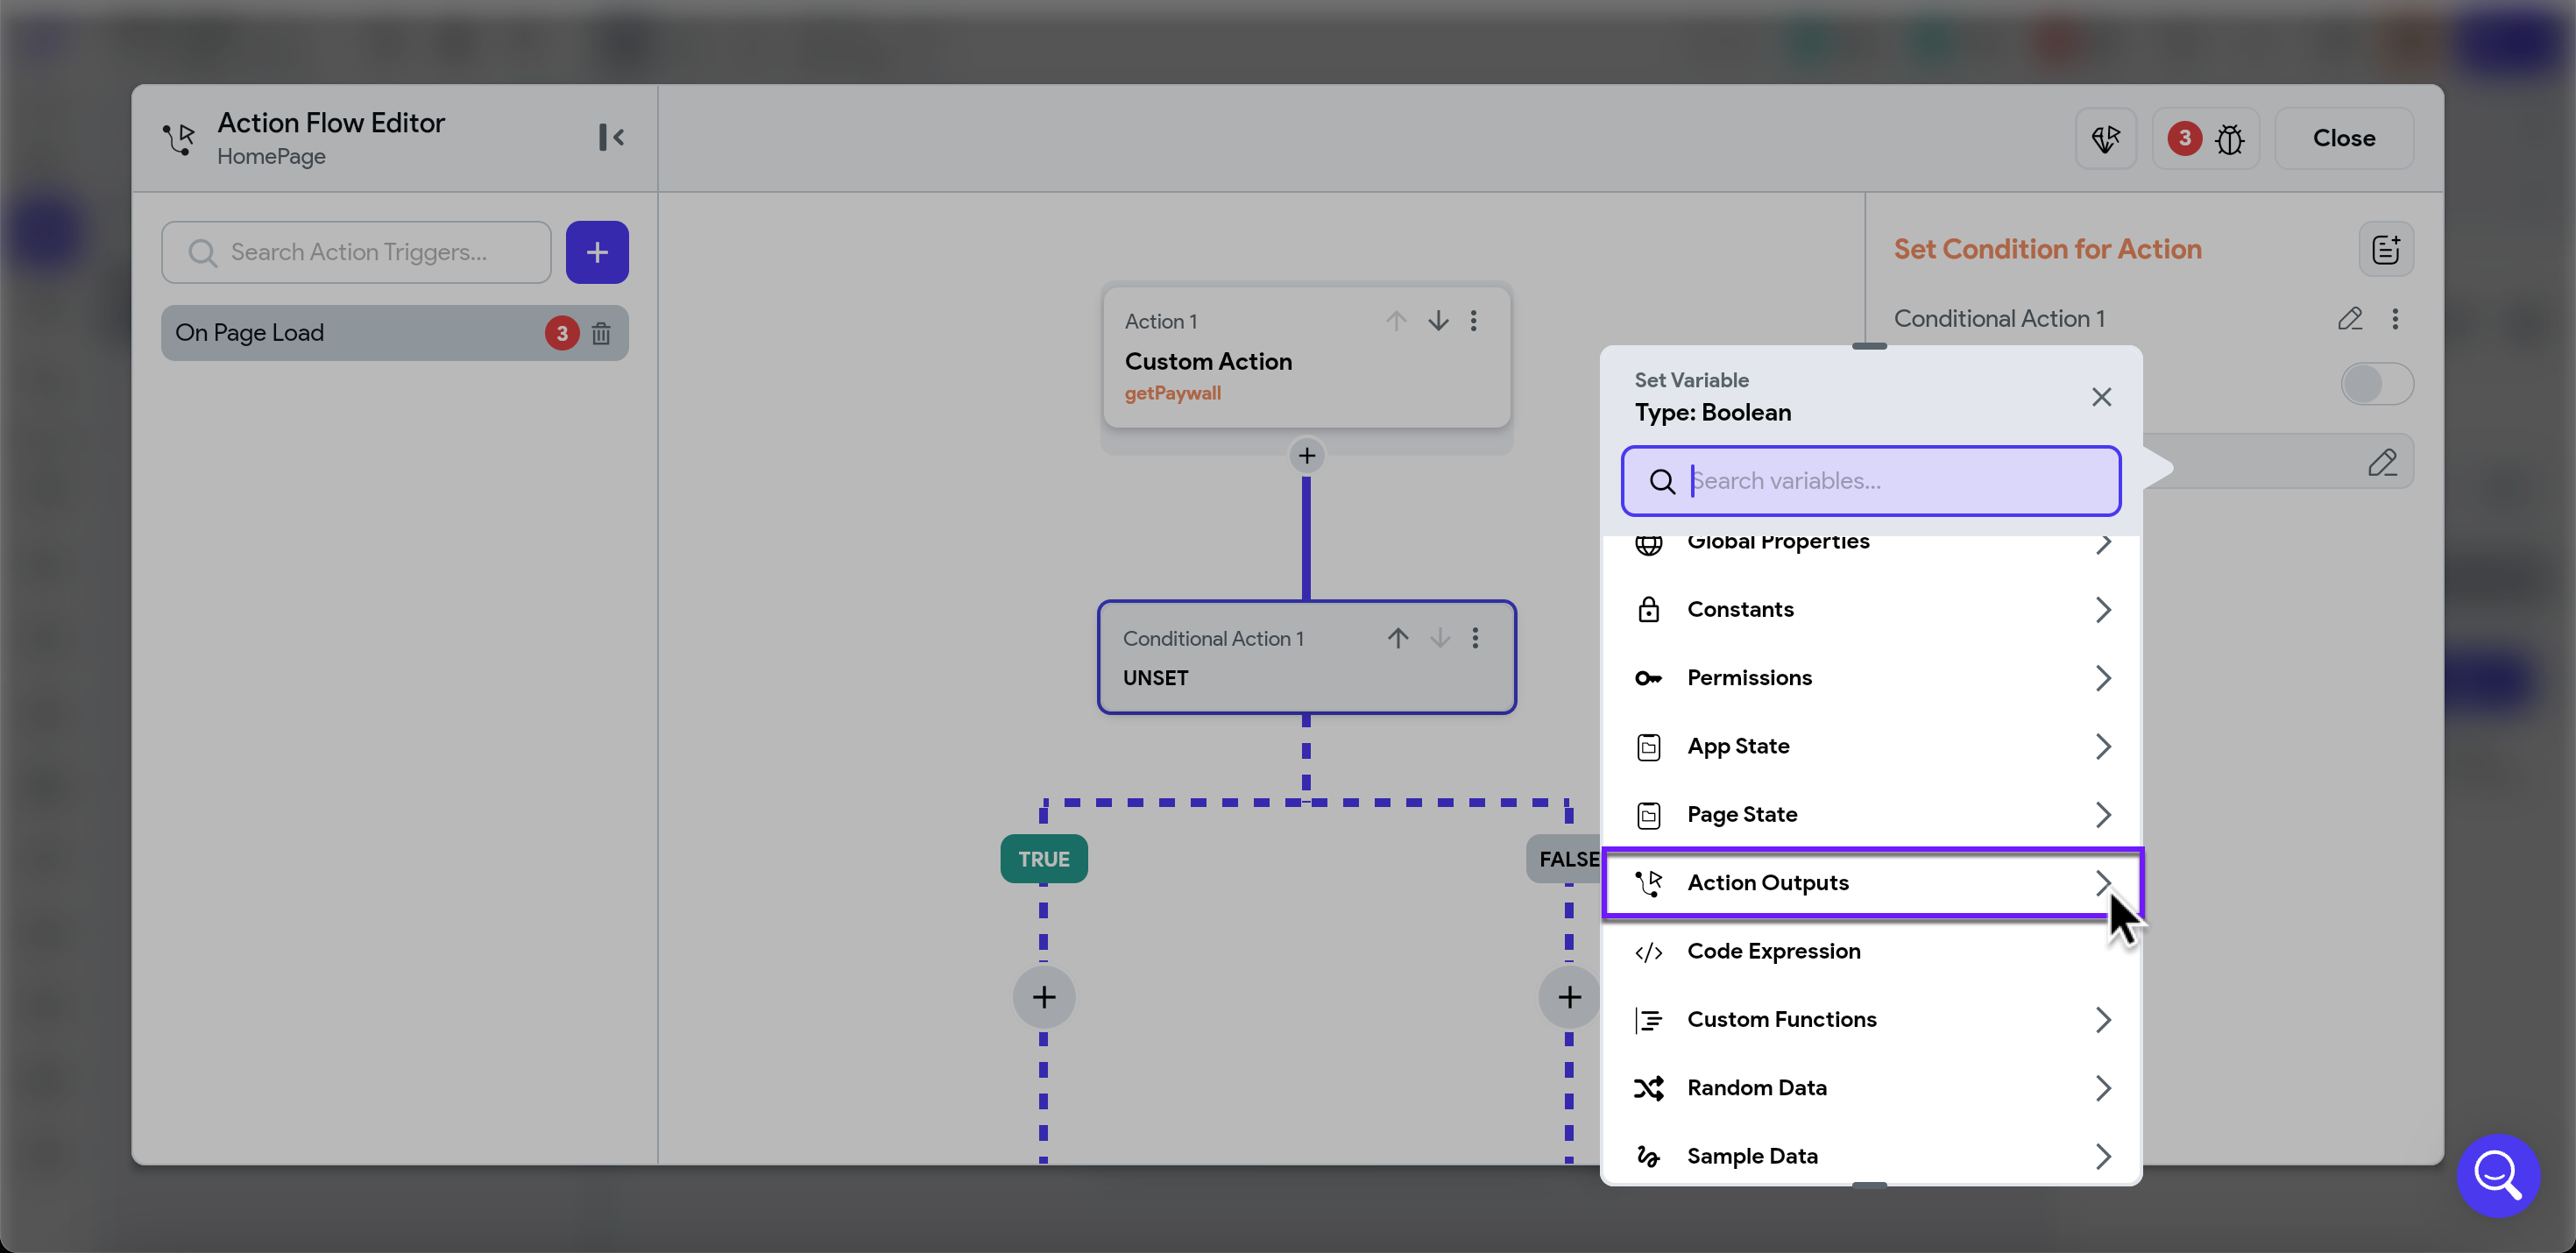 Action Flow Editor
HomePage
3
Close
Search Action Triggers...
On Page Load
3
Action 1
Custom Action
getPaywall
Conditional Action 1
UNSET
TRUE
FALSE
Set Condition for Action
Conditional Action 1
Set Variable
Type: Boolean
Search variables...
Global Properties
Constants
Permissions
App State
Page State
Action Outputs
Code Expression
Custom Functions
Random Data
Sample Data